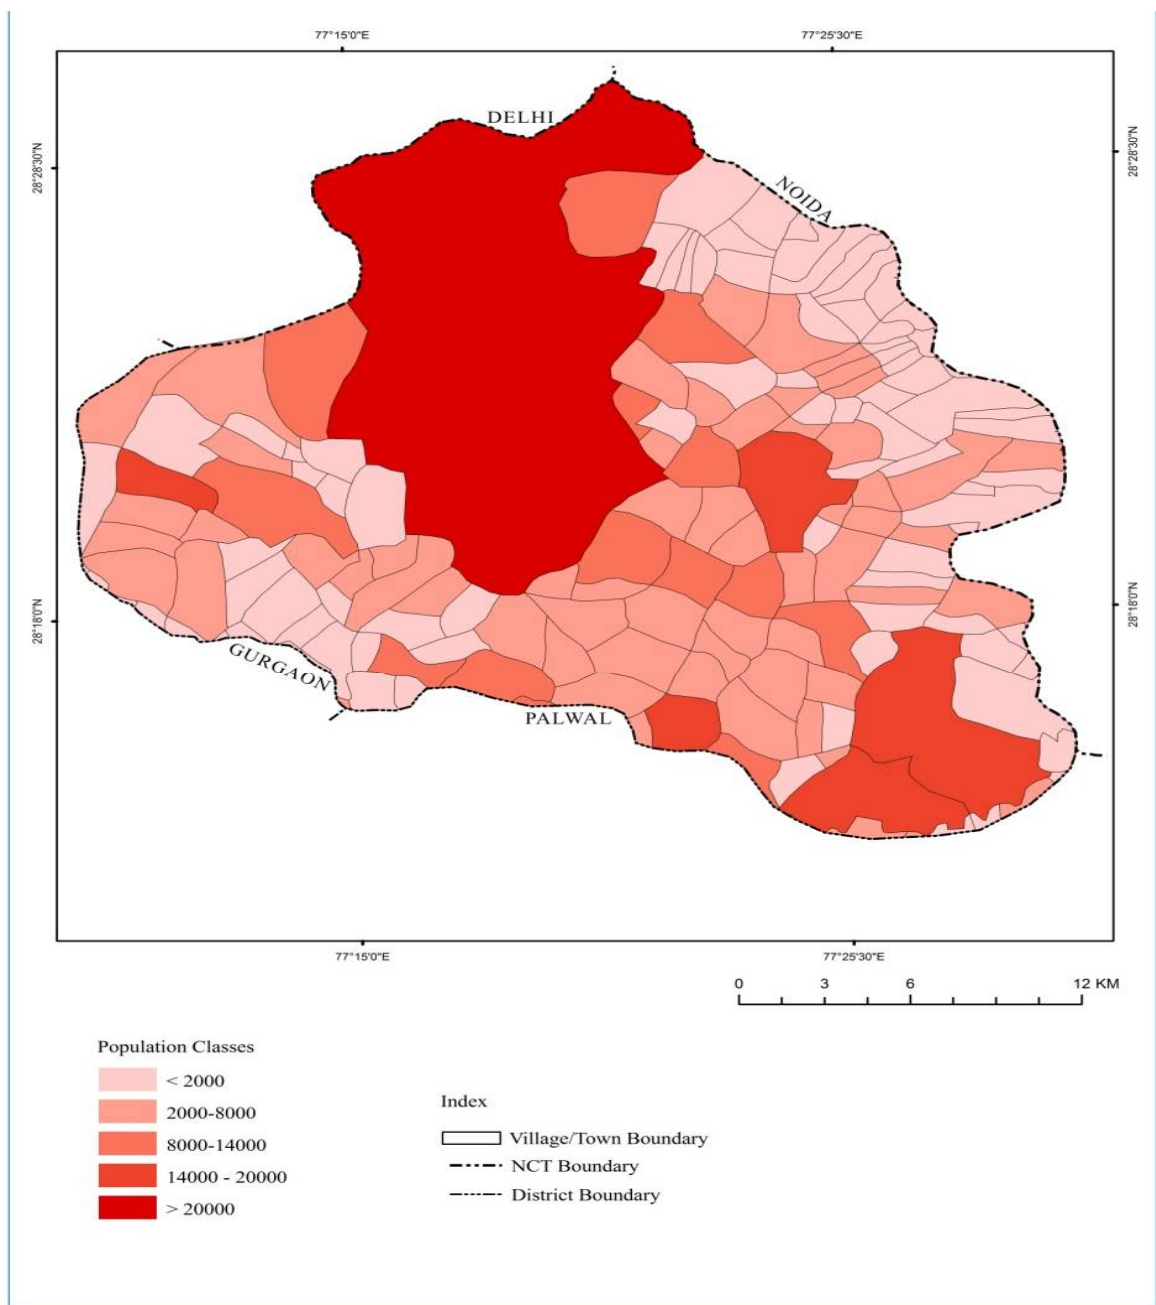 77°15'0"E 77°25'30"E
DELHI
NOIDA
28°28'30"N 28°28'30"N
28°18'0"N 28°18'0"N
GURGAON
PALWAL
77°15'0"E 77°25'30"E
0 3 6 12 KM
Population Classes
< 2000
2000-8000
8000-14000
14000 - 20000
> 20000
Index
Village/Town Boundary
NCT Boundary
District Boundary